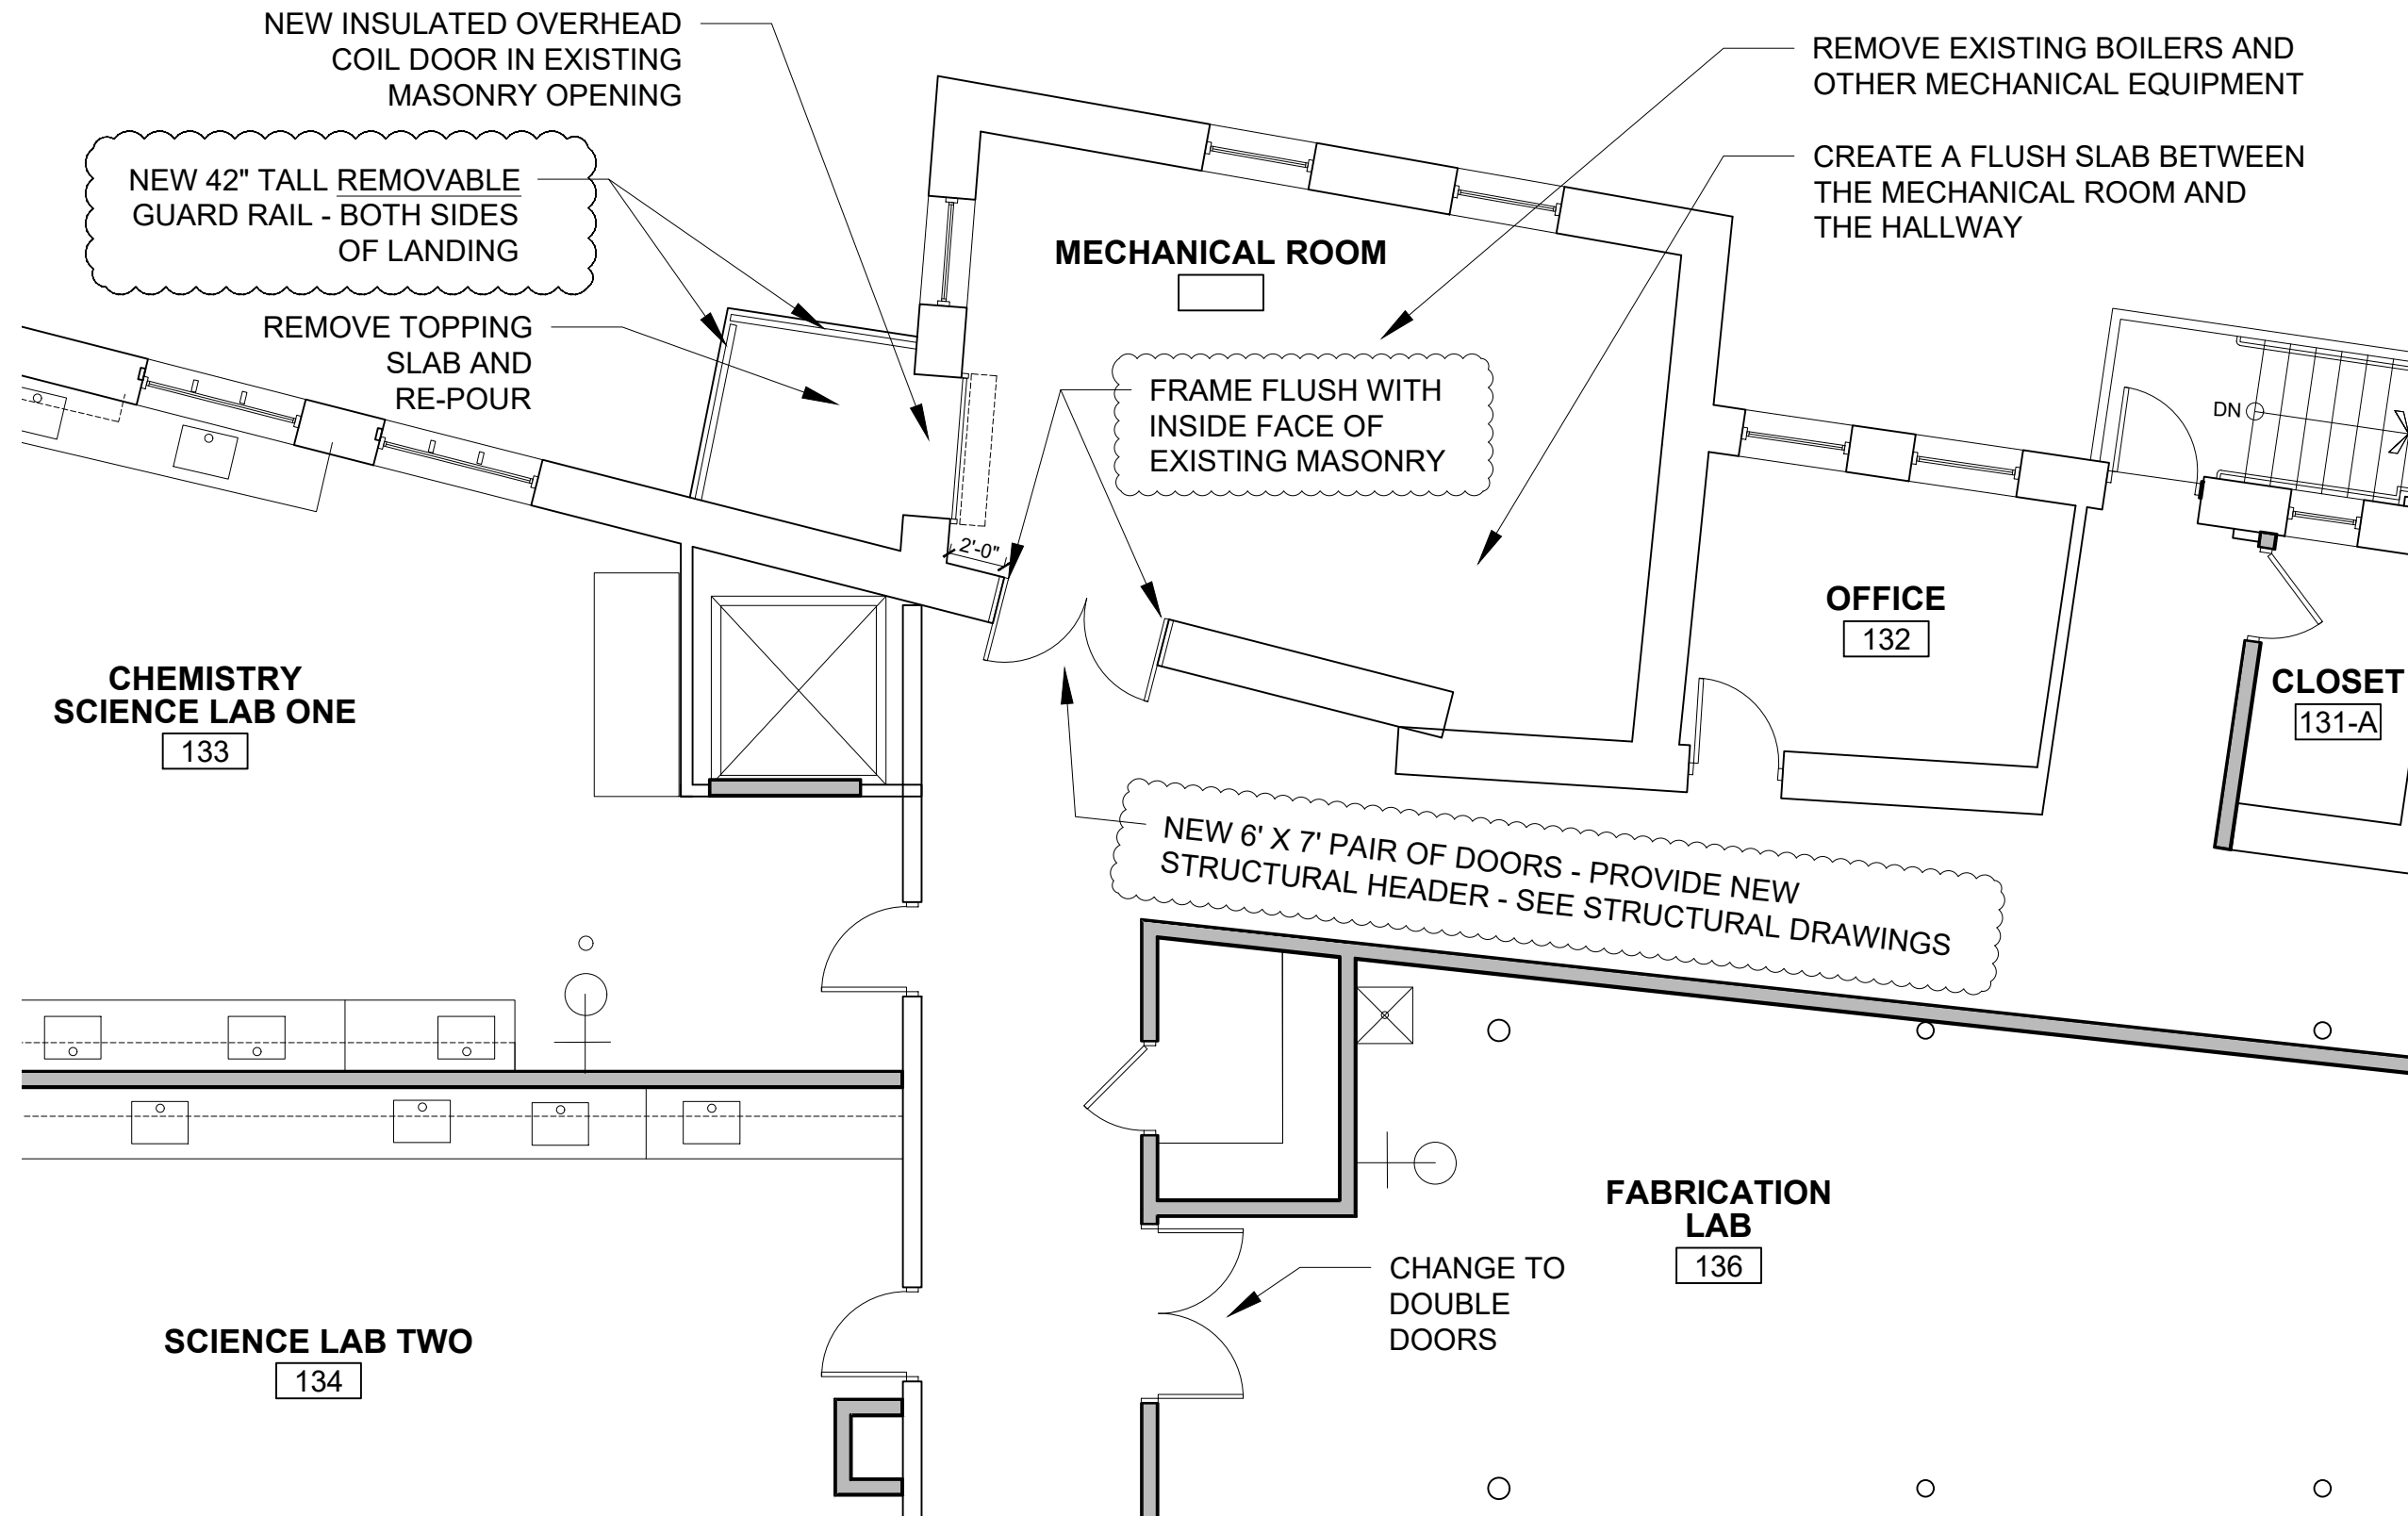 NEW INSULATED OVERHEAD
COIL DOOR IN EXISTING
MASONRY OPENING
REMOVE EXISTING BOILERS AND
OTHER MECHANICAL EQUIPMENT
CREATE A FLUSH SLAB BETWEEN
THE MECHANICAL ROOM AND
THE HALLWAY
NEW 42" TALL REMOVABLE
GUARD RAIL - BOTH SIDES
OF LANDING
MECHANICAL ROOM
REMOVE TOPPING
SLAB AND
RE-POUR
FRAME FLUSH WITH
INSIDE FACE OF
EXISTING MASONRY
DN
2'-0"
OFFICE
132
CHEMISTRY
SCIENCE LAB ONE
133
CLOSET
131-A
NEW 6' X 7' PAIR OF DOORS - PROVIDE NEW
STRUCTURAL HEADER - SEE STRUCTURAL DRAWINGS
FABRICATION
LAB
136
CHANGE TO
DOUBLE
DOORS
SCIENCE LAB TWO
134